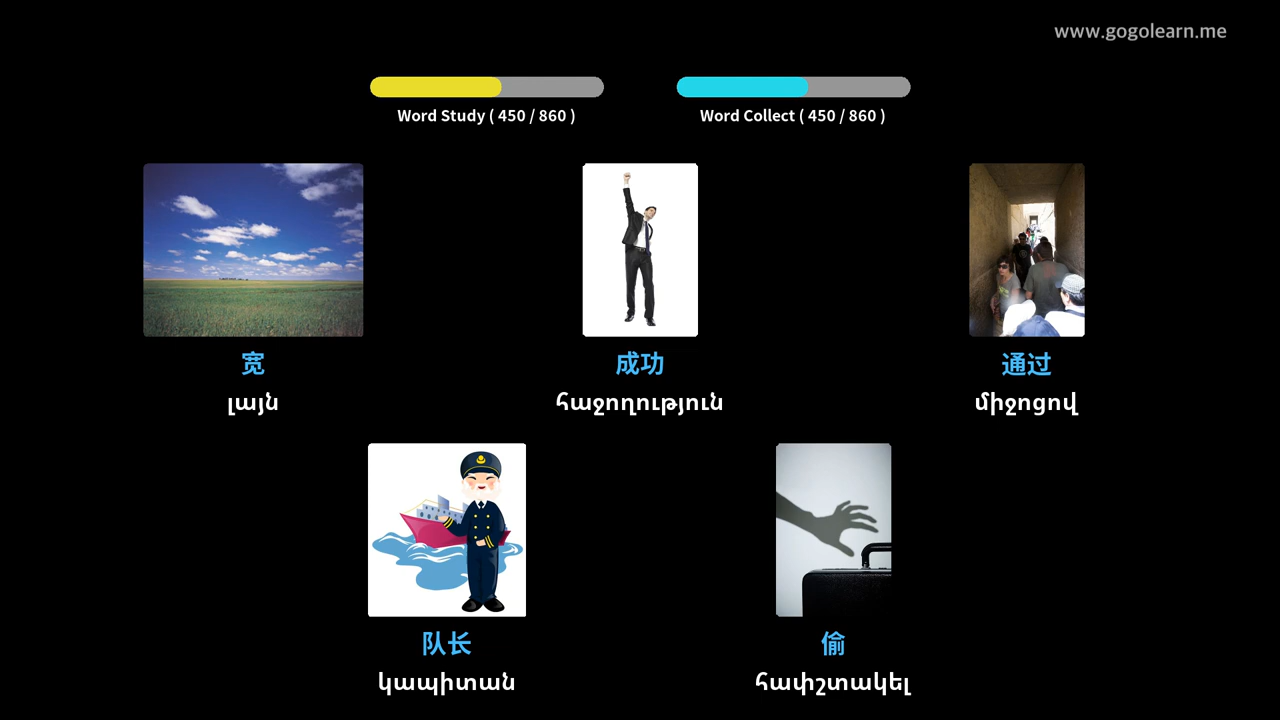 www.gogolearn.me
Word Study ( 450 / 860 )
Word Collect ( 450 / 860 )
宽
成功
通过
լայն
հաջողություն
միջոցով
队长
偷
կապիտան
հափշտակել